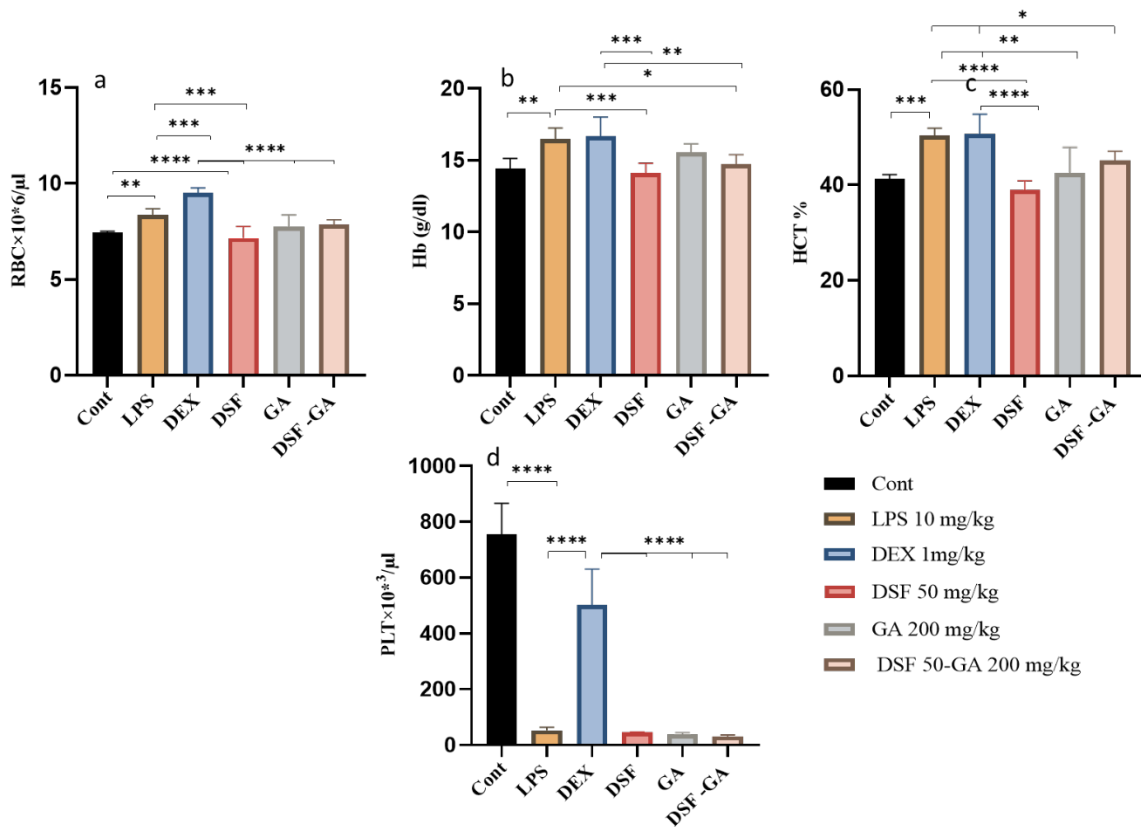 a
RBC×10*6/µl
15
10
5
0
***
***
****
****
**
Cont
LPS
DEX
DSF
GA
DSF -GA
b
Hb (g/dl)
20
15
10
5
0
***
**
*
**
***
Cont
LPS
DEX
DSF
GA
DSF -GA
c
HCT %
60
40
20
0
*
**
****
***
****
Cont
LPS
DEX
DSF
GA
DSF -GA
d
PLT×10*³/µl
1000
800
600
400
200
0
****
****
****
Cont
LPS
DEX
DSF
GA
DSF -GA
Cont
LPS 10 mg/kg
DEX 1mg/kg
DSF 50 mg/kg
GA 200 mg/kg
DSF 50-GA 200 mg/kg